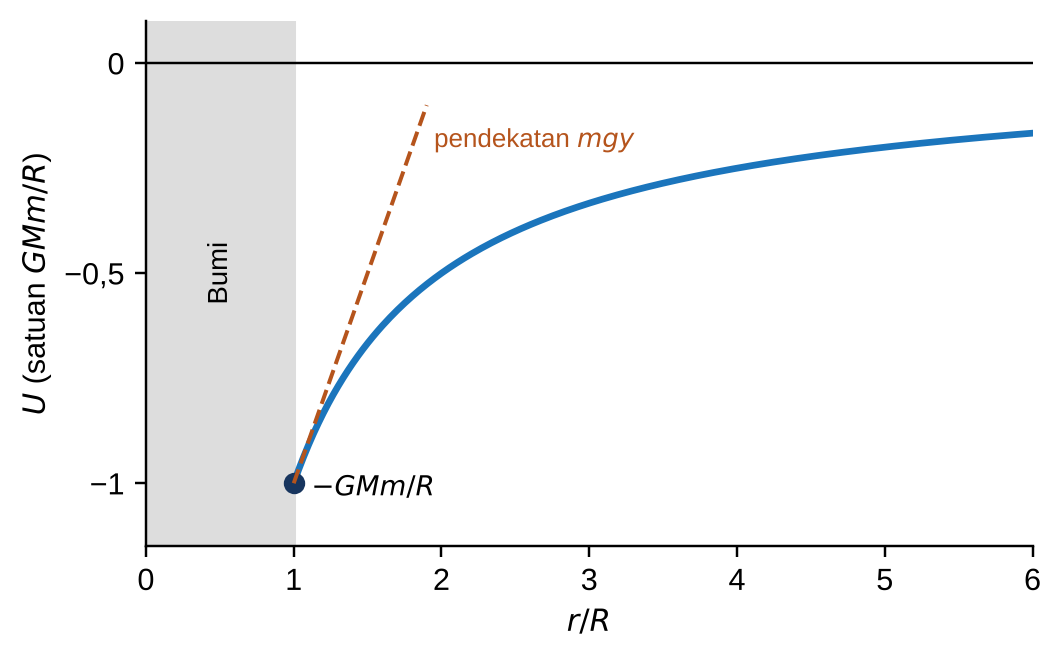 0
−0,5
−1
U (satuan GMm/R)
Bumi
pendekatan mgy
−GMm/R
0 1 2 3 4 5 6
r/R